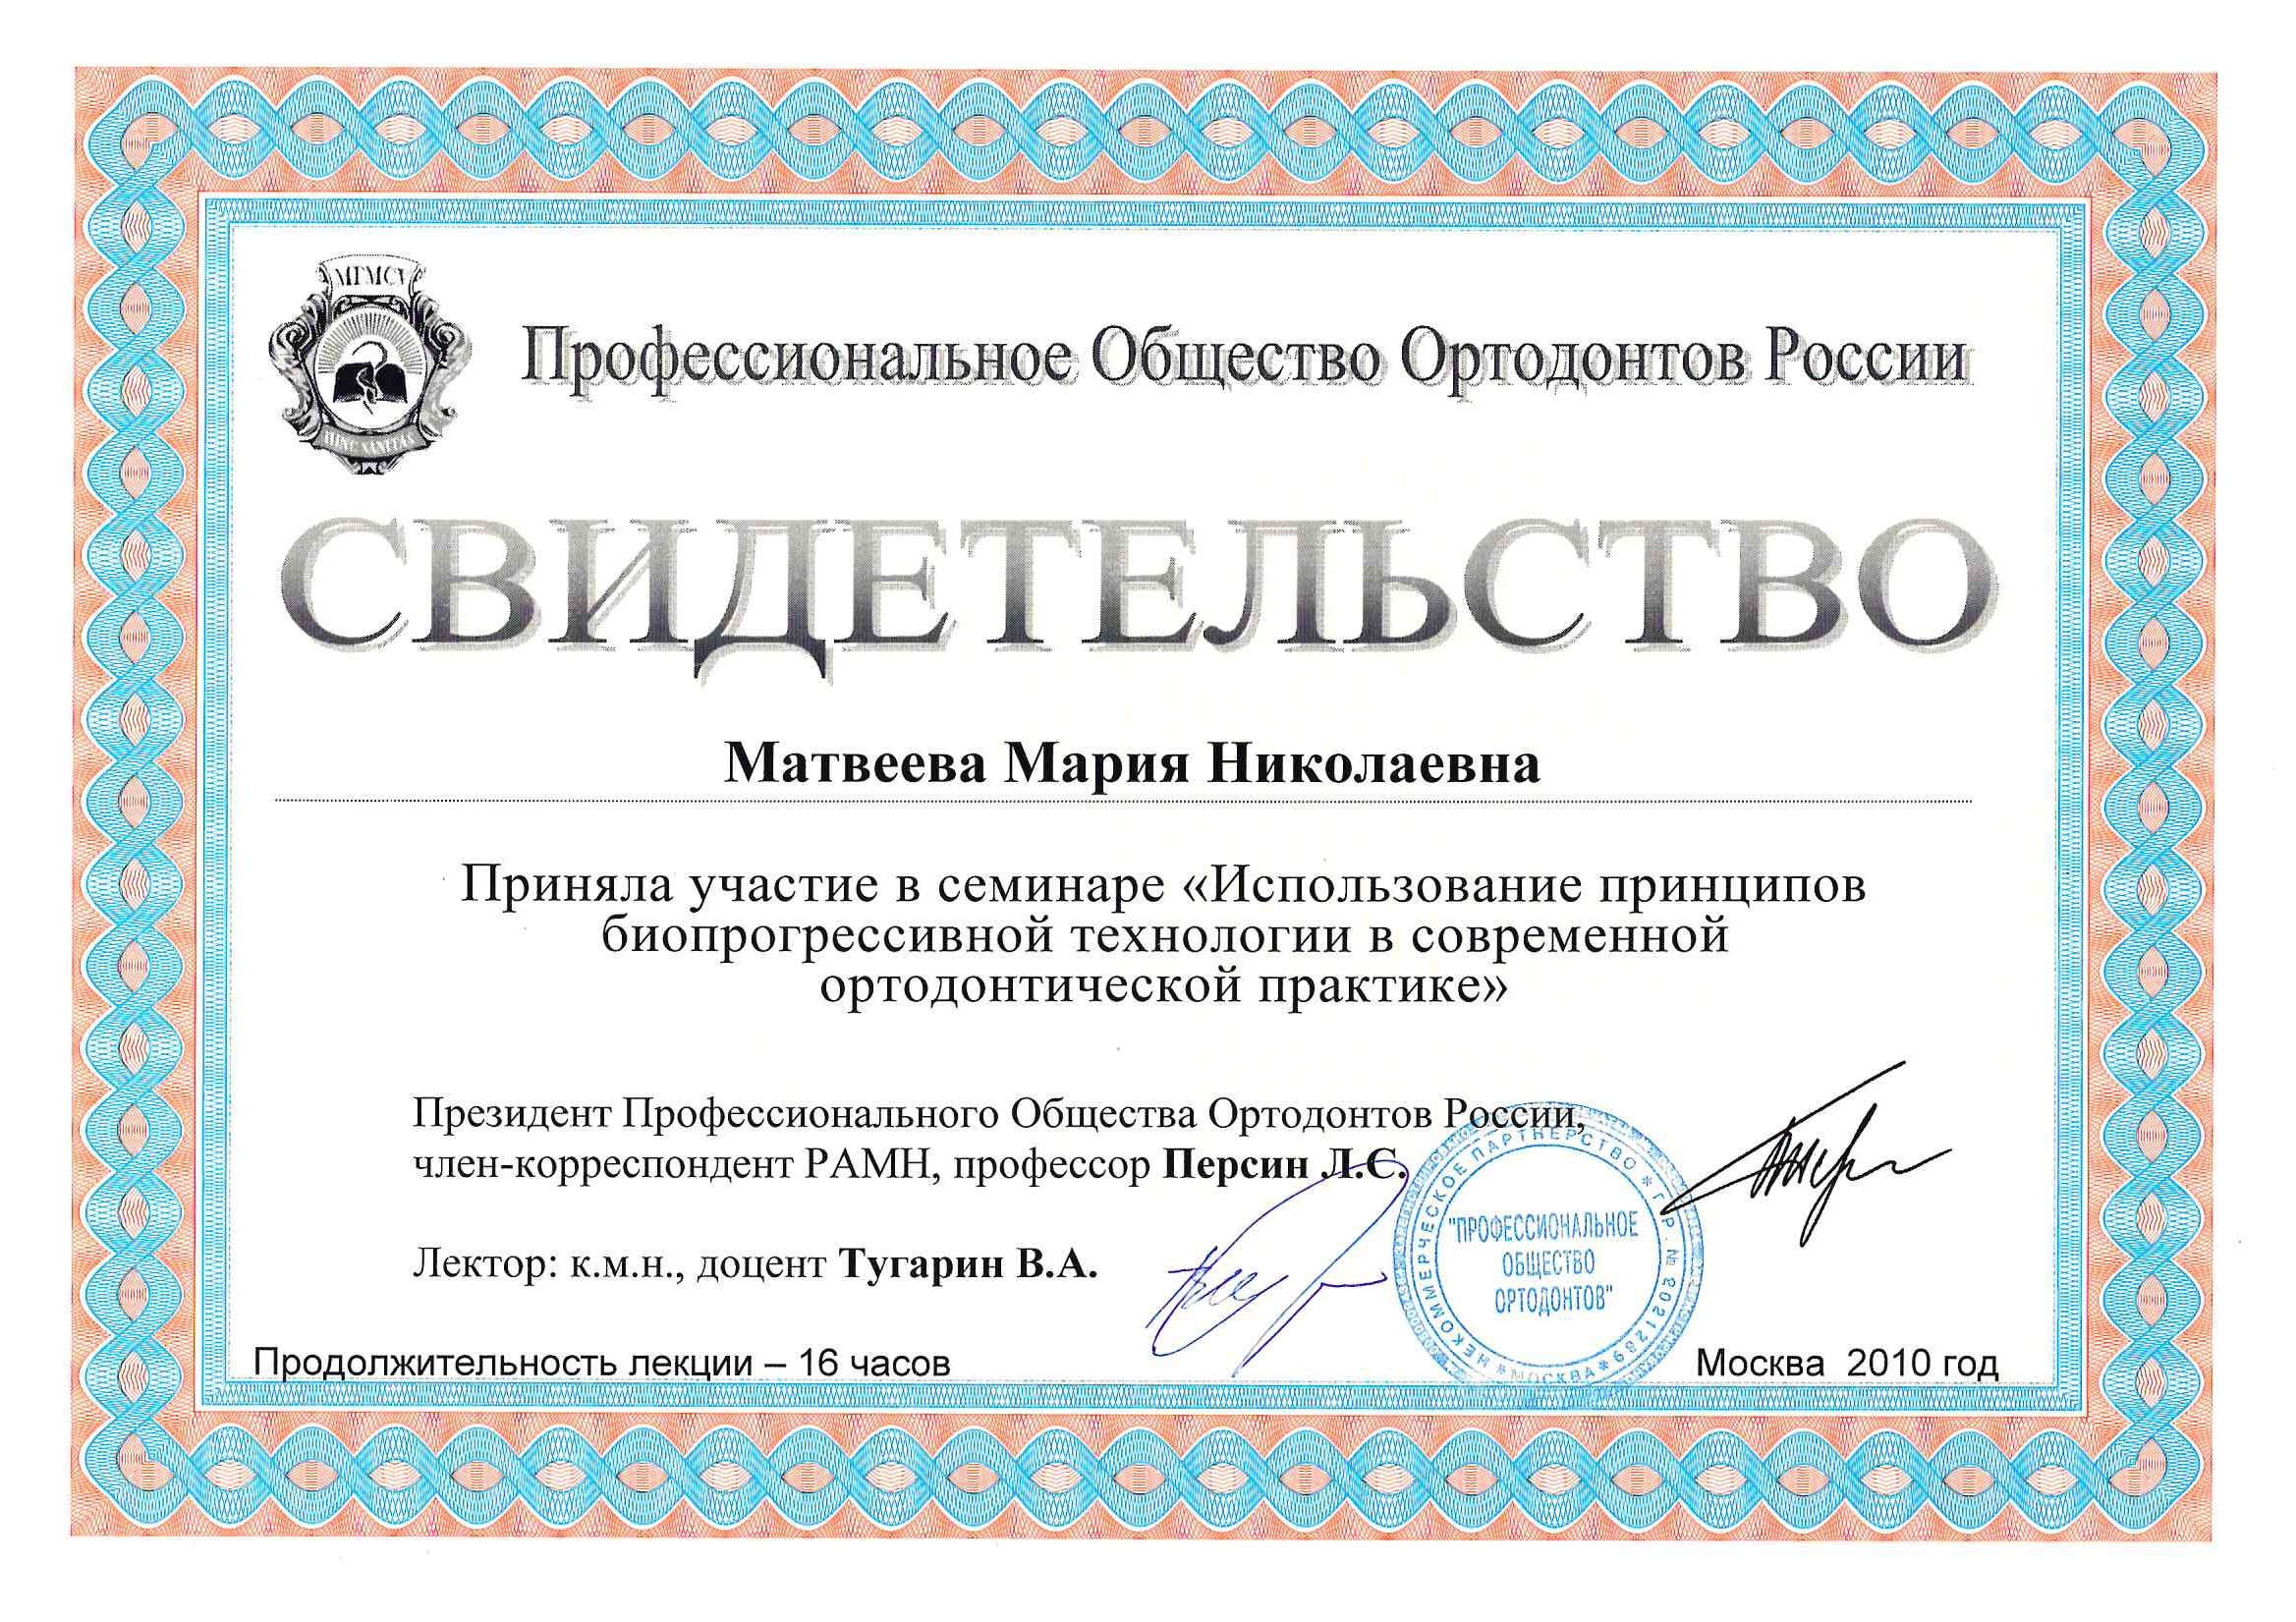 МГМСУ
Профессиональное Общество Ортодонтов России
СВИДЕТЕЛЬСТВО
Матвеева Мария Николаевна
Приняла участие в семинаре «Использование принципов
биопрогрессивной технологии в современной
ортодонтической практике»
Президент Профессионального Общества Ортодонтов России,
член-корреспондент РАМН, профессор Персин Л.С.
Лектор: к.м.н., доцент Тугарин В.А.
НЕКОММЕРЧЕСКОЕ ПАРТНЕРСТВО * Г.Р. № 2021289 * МОСКВА *
"ПРОФЕССИОНАЛЬНОЕ
ОБЩЕСТВО
ОРТОДОНТОВ"
Продолжительность лекции – 16 часов
Москва 2010 год